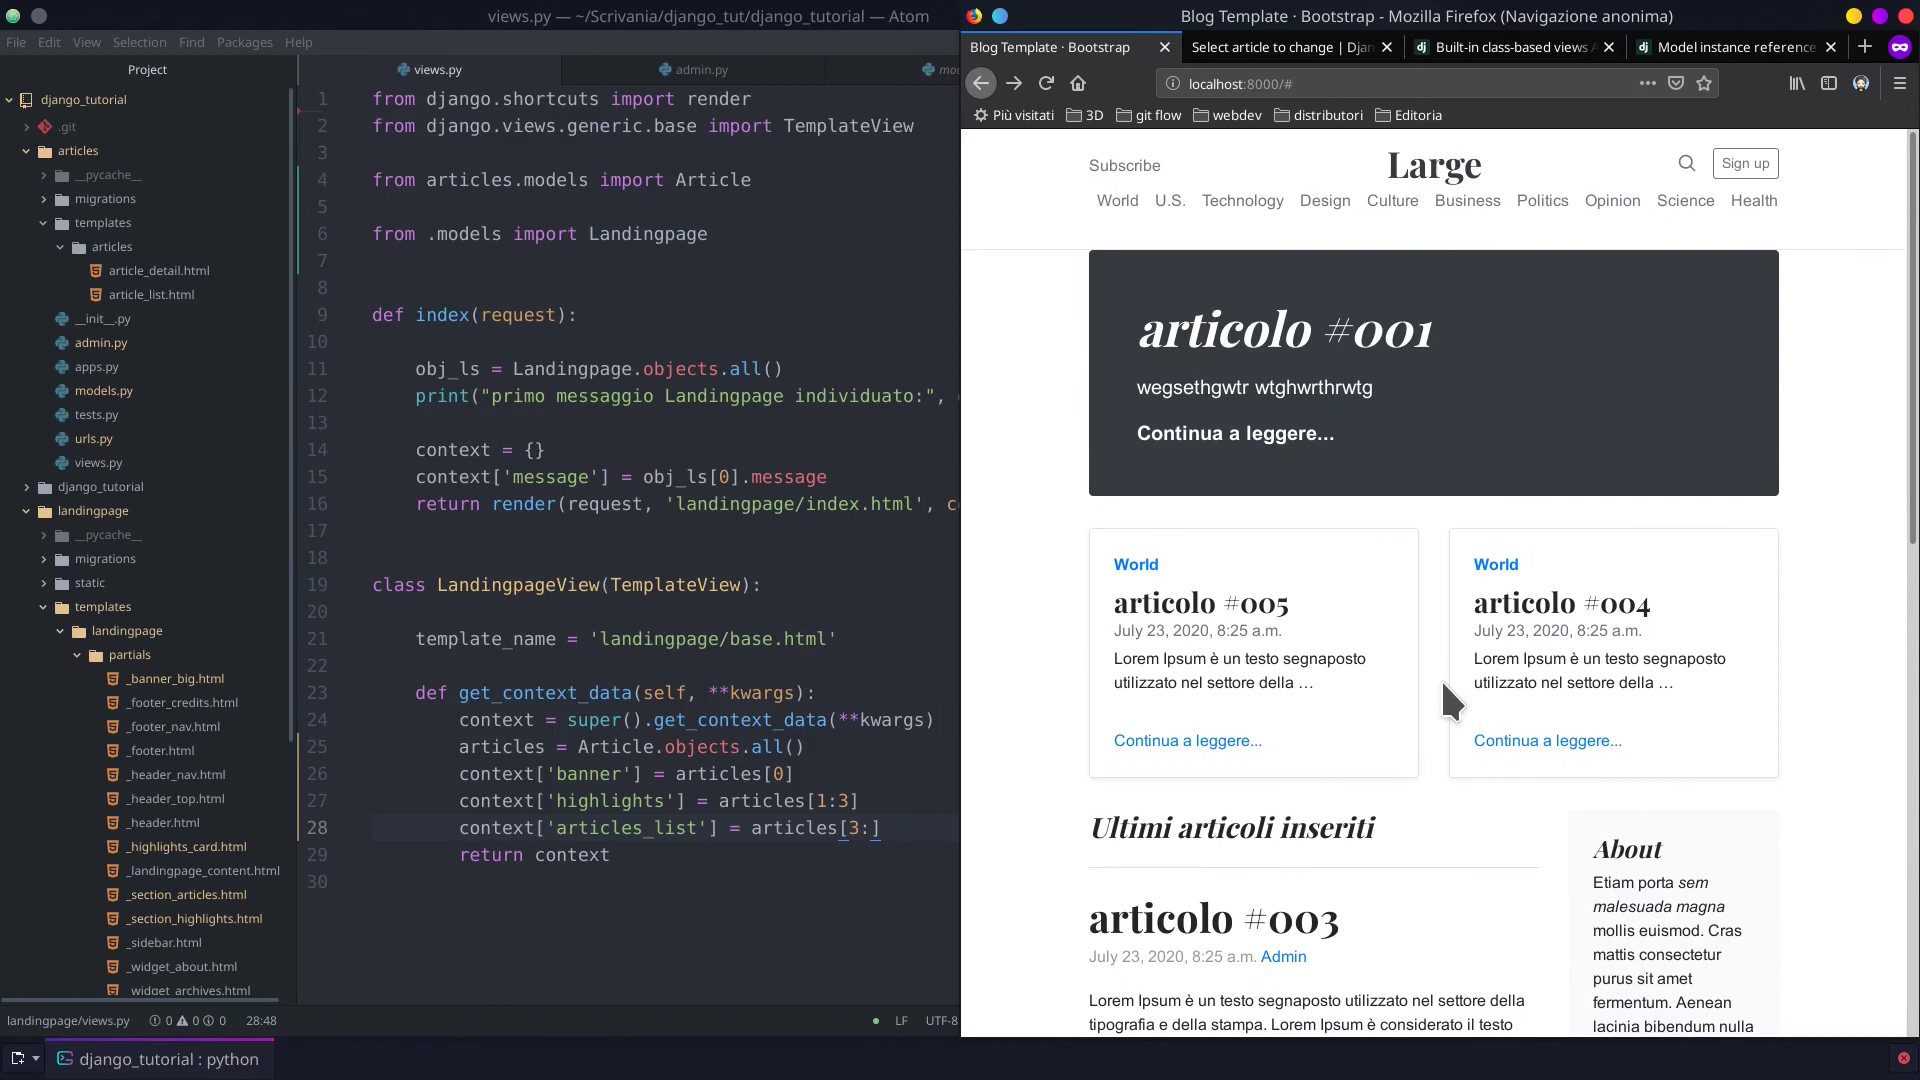 views.py — ~/Scrivania/django_tut/django_tutorial — Atom
File Edit View Selection Find Packages Help
Project
django_tutorial
.git
articles
__pycache__
migrations
templates
articles
article_detail.html
article_list.html
__init__.py
admin.py
apps.py
models.py
tests.py
urls.py
views.py
django_tutorial
landingpage
__pycache__
migrations
static
templates
landingpage
partials
_banner_big.html
_footer_credits.html
_footer_nav.html
_footer.html
_header_nav.html
_header_top.html
_header.html
_highlights_card.html
_landingpage_content.html
_section_articles.html
_section_highlights.html
_sidebar.html
_widget_about.html
_widget_archives.html
views.py admin.py
1 from django.shortcuts import render
2 from django.views.generic.base import TemplateView
3
4 from articles.models import Article
5
6 from .models import Landingpage
7
8
9 def index(request):
10
11 obj_ls = Landingpage.objects.all()
12 print("primo messaggio Landingpage individuato:",
13
14 context = {}
15 context['message'] = obj_ls[0].message
16 return render(request, 'landingpage/index.html', c
17
18
19 class LandingpageView(TemplateView):
20
21 template_name = 'landingpage/base.html'
22
23 def get_context_data(self, **kwargs):
24 context = super().get_context_data(**kwargs)
25 articles = Article.objects.all()
26 context['banner'] = articles[0]
27 context['highlights'] = articles[1:3]
28 context['articles_list'] = articles[3:]
29 return context
30
landingpage/views.py 0 0 0 28:48 LF UTF-8
django_tutorial : python
Blog Template · Bootstrap - Mozilla Firefox (Navigazione anonima)
Blog Template · Bootstrap Select article to change | Djan dj Built-in class-based views A dj Model instance reference
localhost:8000/#
Più visitati 3D git flow webdev distributori Editoria
Subscribe Large Sign up
World U.S. Technology Design Culture Business Politics Opinion Science Health
articolo #001
wegsethgwtr wtghwrthrwtg
Continua a leggere...
World
articolo #005
July 23, 2020, 8:25 a.m.
Lorem Ipsum è un testo segnaposto
utilizzato nel settore della …
Continua a leggere...
World
articolo #004
July 23, 2020, 8:25 a.m.
Lorem Ipsum è un testo segnaposto
utilizzato nel settore della …
Continua a leggere...
Ultimi articoli inseriti
articolo #003
July 23, 2020, 8:25 a.m. Admin
Lorem Ipsum è un testo segnaposto utilizzato nel settore della
tipografia e della stampa. Lorem Ipsum è considerato il testo
About
Etiam porta sem
malesuada magna
mollis euismod. Cras
mattis consectetur
purus sit amet
fermentum. Aenean
lacinia bibendum nulla